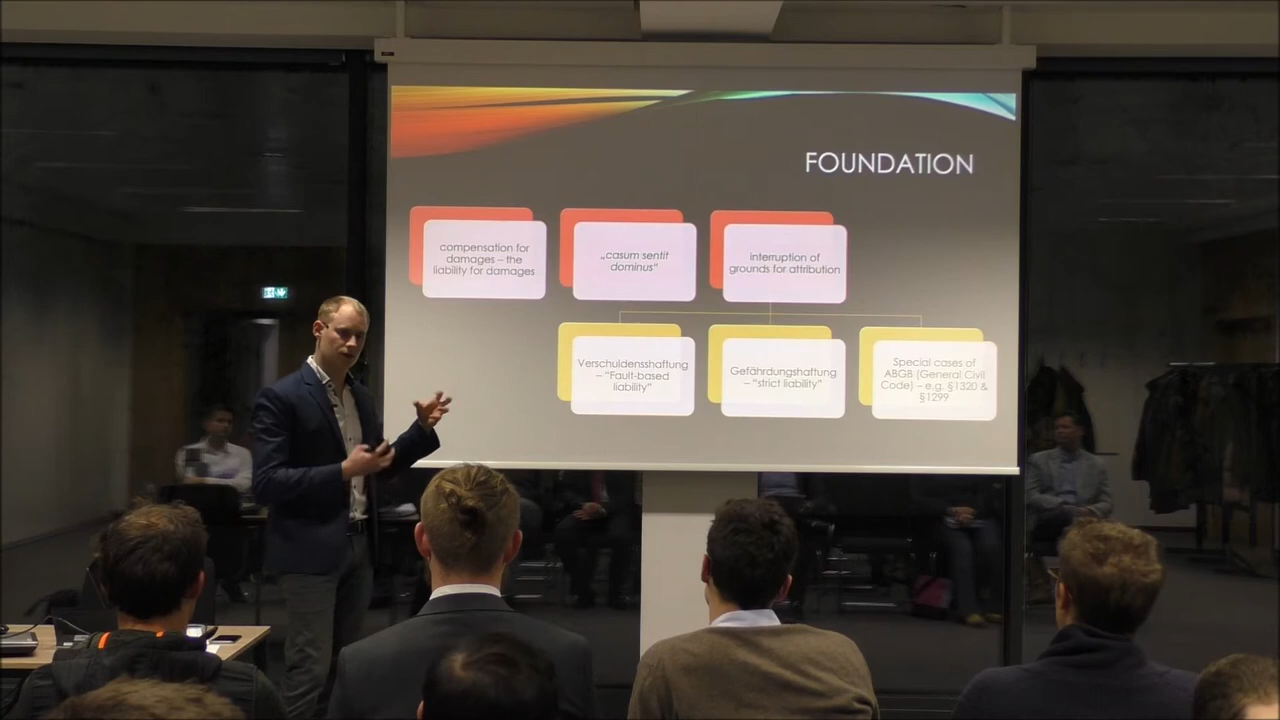 FOUNDATION
compensation for
damages – the
liability for damages
„casum sentit
dominus“
interruption of
grounds for attribution
Verschuldensshaftung
– “Fault-based
liability”
Gefährdungshaftung
– “strict liability”
Special cases of
ABGB (General Civil
Code) – e.g. §1320 &
§1299